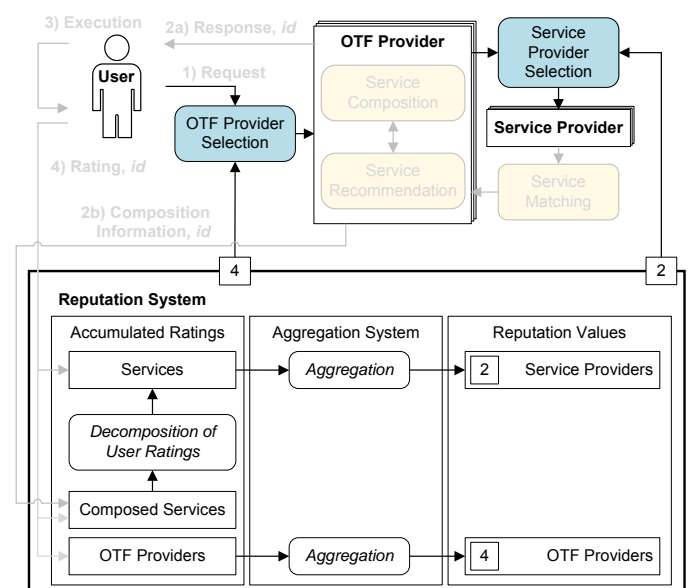 3) Execution
2a) Response, id
User
1) Request
OTF Provider
Selection
4) Rating, id
2b) Composition
Information, id
OTF Provider
Service
Composition
Service
Recommendation
Service
Provider
Selection
Service Provider
Service
Matching
4
2
Reputation System
Accumulated Ratings
Aggregation System
Reputation Values
Services
Aggregation
2
Service Providers
Decomposition of
User Ratings
Composed Services
OTF Providers
Aggregation
4
OTF Providers